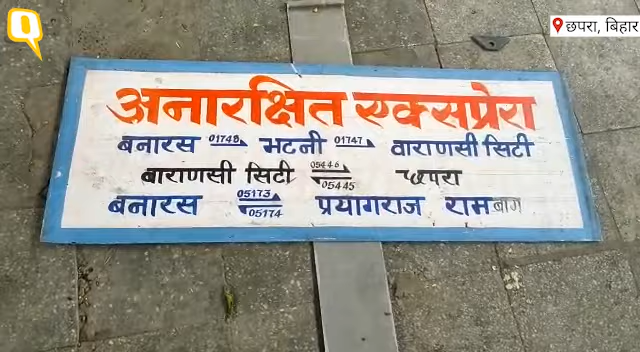 छपरा, बिहार
अनारक्षित एक्सप्रेस
बनारस 01748 भटनी 01747 वाराणसी सिटी
वाराणसी सिटी 05446 05445 छपरा
बनारस 05173 05174 प्रयागराज रामबाग